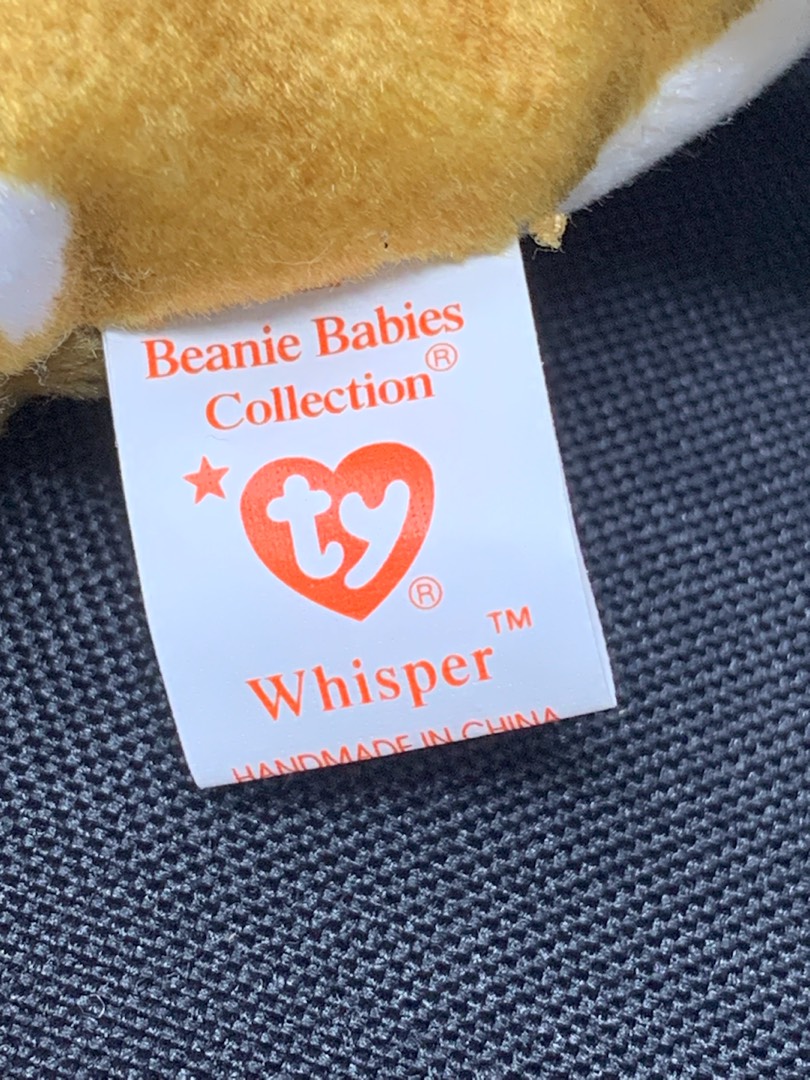 Beanie Babies
Collection®
ty®
Whisper™
HANDMADE IN CHINA